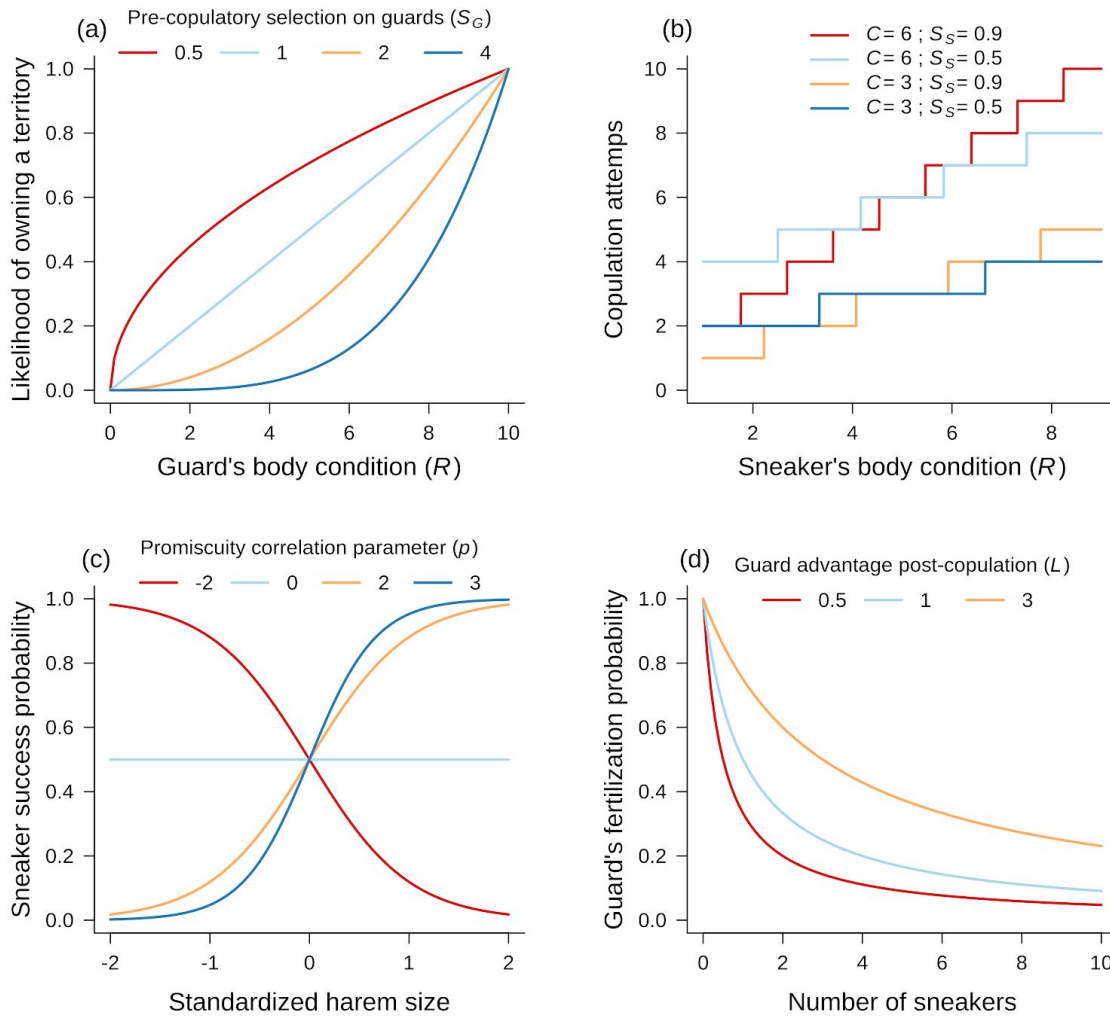 (a)
Pre-copulatory selection on guards (S_G)
0.5 1 2 4
Likelihood of owning a territory
1.0
0.8
0.6
0.4
0.2
0.0
0 2 4 6 8 10
Guard's body condition (R)
(b)
C = 6 ; S_S = 0.9
C = 6 ; S_S = 0.5
C = 3 ; S_S = 0.9
C = 3 ; S_S = 0.5
Copulation attemps
10
8
6
4
2
0
2 4 6 8
Sneaker's body condition (R)
(c)
Promiscuity correlation parameter (p)
-2 0 2 3
Sneaker success probability
1.0
0.8
0.6
0.4
0.2
0.0
-2 -1 0 1 2
Standardized harem size
(d)
Guard advantage post-copulation (L)
0.5 1 3
Guard's fertilization probability
1.0
0.8
0.6
0.4
0.2
0.0
0 2 4 6 8 10
Number of sneakers